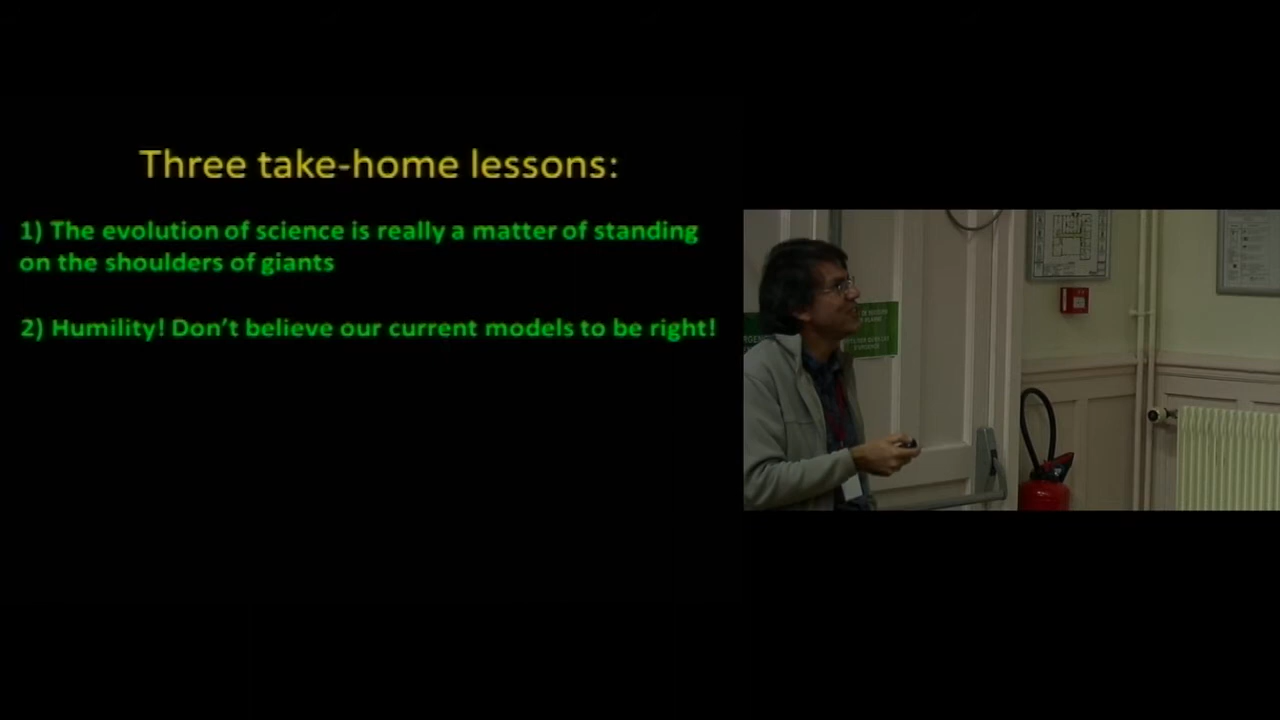 Three take-home lessons:
1) The evolution of science is really a matter of standing
on the shoulders of giants
2) Humility! Don't believe our current models to be right!